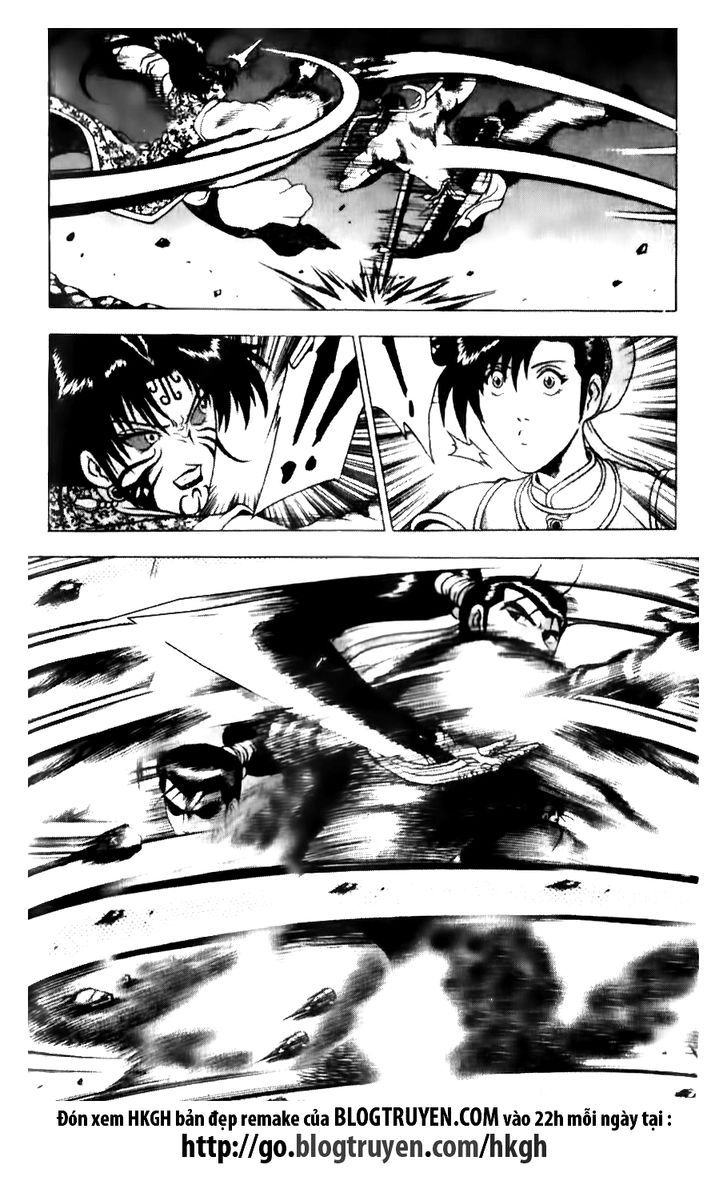 !!
!
Đón xem HKGH bản đẹp remake của BLOGTRUYEN.COM vào 22h mỗi ngày tại :
http://go.blogtruyen.com/hkgh